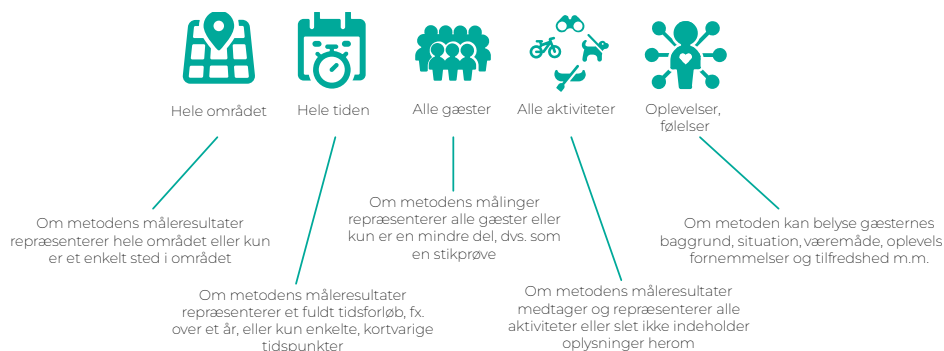 Hele området
Hele tiden
Alle gæster
Alle aktiviteter
Oplevelser,
følelser
Om metodens måleresultater
repræsenterer hele området eller kun
er et enkelt sted i området
Om metodens måleresultater
repræsenterer et fuldt tidsforløb, fx.
over et år, eller kun enkelte, kortvarige
tidspunkter
Om metodens målinger
repræsenterer alle gæster eller
kun er en mindre del, dvs. som
en stikprøve
Om metodens måleresultater
medtager og repræsenterer alle
aktiviteter eller slet ikke indeholder
oplysninger herom
Om metoden kan belyse gæsternes
baggrund, situation, væremåde, oplevels
fornemmelser og tilfredshed m.m.